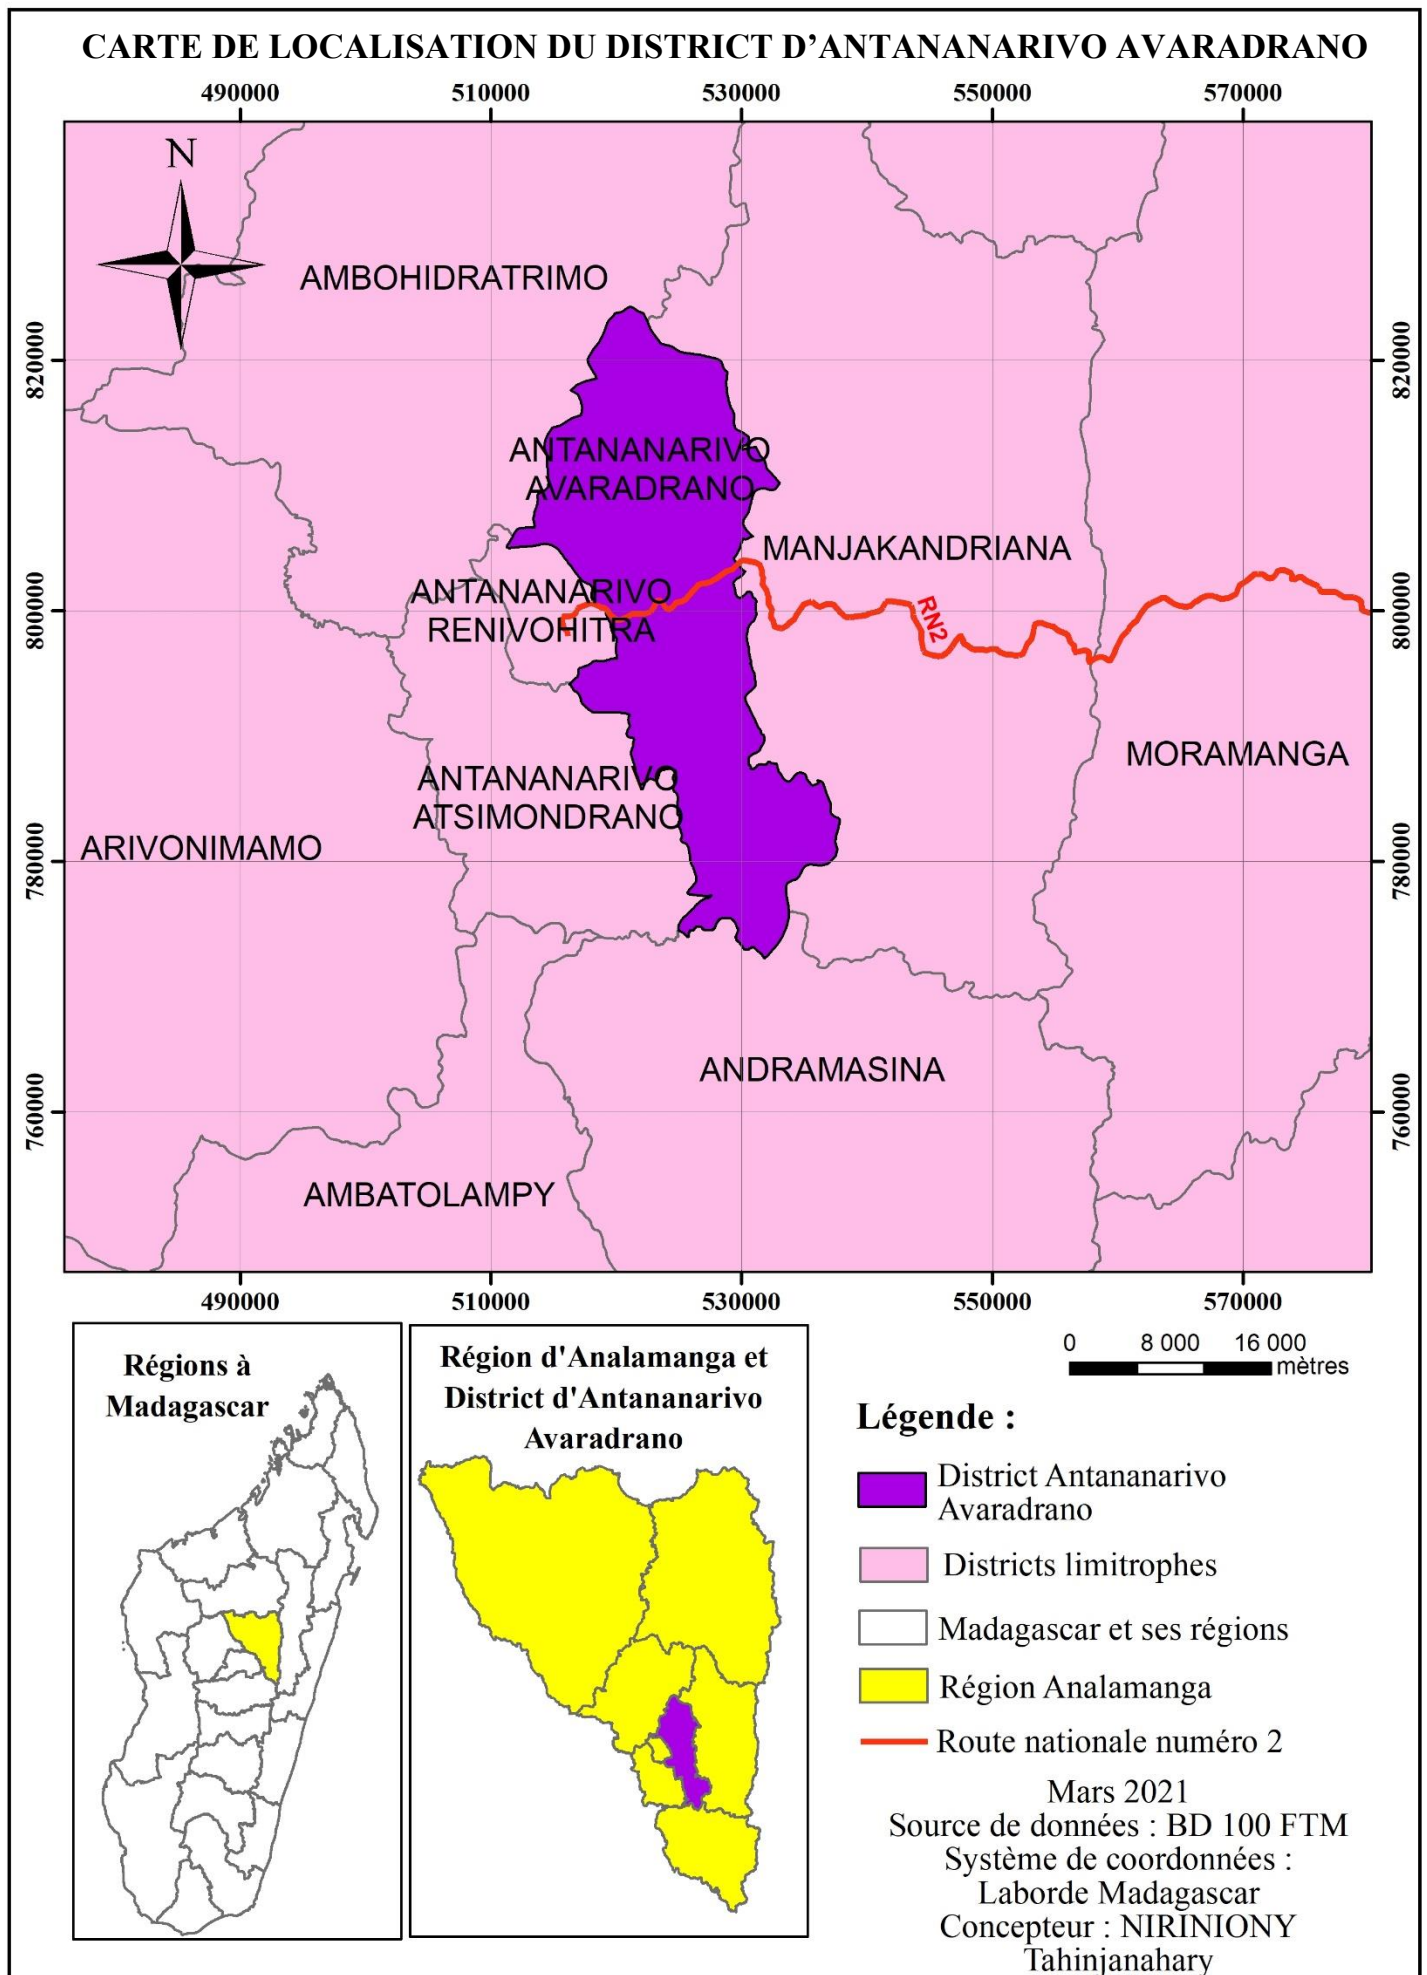 CARTE DE LOCALISATION DU DISTRICT D’ANTANANARIVO AVARADRANO
490000 510000 530000 550000 570000
N
AMBOHIDRATRIMO
820000 820000
ANTANANARIVO
AVARADRANO
MANJAKANDRIANA
ANTANANARIVO
RENIVOHITRA
800000 800000
RN2
MORAMANGA
ANTANANARIVO
ATSIMONDRANO
ARIVONIMAMO
780000 780000
ANDRAMASINA
760000 760000
AMBATOLAMPY
490000 510000 530000 550000 570000
Régions à
Madagascar
Région d'Analamanga et
District d'Antananarivo
Avaradrano
0 8 000 16 000
mètres
Légende :
District Antananarivo
Avaradrano
Districts limitrophes
Madagascar et ses régions
Région Analamanga
Route nationale numéro 2
Mars 2021
Source de données : BD 100 FTM
Système de coordonnées :
Laborde Madagascar
Concepteur : NIRINIONY
Tahinjanahary